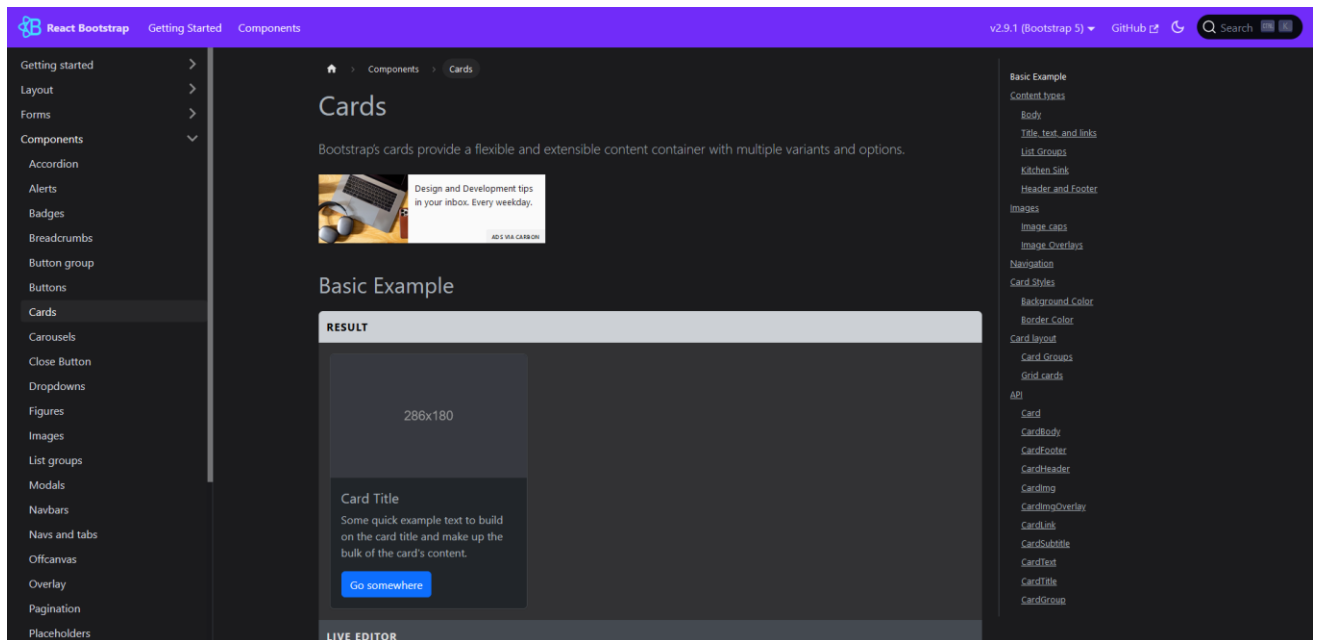 React Bootstrap Getting Started Components v2.9.1 (Bootstrap 5) GitHub Search
Getting started
Layout
Forms
Components
Accordion
Alerts
Badges
Breadcrumbs
Button group
Buttons
Cards
Carousels
Close Button
Dropdowns
Figures
Images
List groups
Modals
Navbars
Navs and tabs
Offcanvas
Overlay
Pagination
Placeholders
Components > Cards
Cards
Bootstrap's cards provide a flexible and extensible content container with multiple variants and options.
Design and Development tips
in your inbox. Every weekday.
ADS VIA CARBON
Basic Example
RESULT
286x180
Card Title
Some quick example text to build
on the card title and make up the
bulk of the card's content.
Go somewhere
LIVE EDITOR
Basic Example
Content types
Body
Title, text, and links
List Groups
Kitchen Sink
Header and Footer
Images
Image caps
Image Overlays
Navigation
Card Styles
Background Color
Border Color
Card layout
Card Groups
Grid cards
API
Card
CardBody
CardFooter
CardHeader
CardImg
CardImgOverlay
CardLink
CardSubtitle
CardText
CardTitle
CardGroup